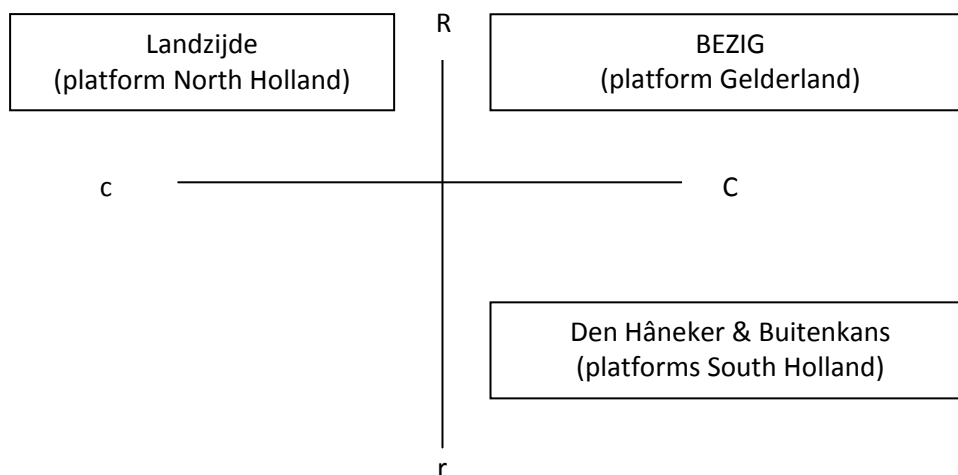 R
Landzijde
(platform North Holland)
BEZIG
(platform Gelderland)
c
C
Den Hâneker & Buitenkans
(platforms South Holland)
r